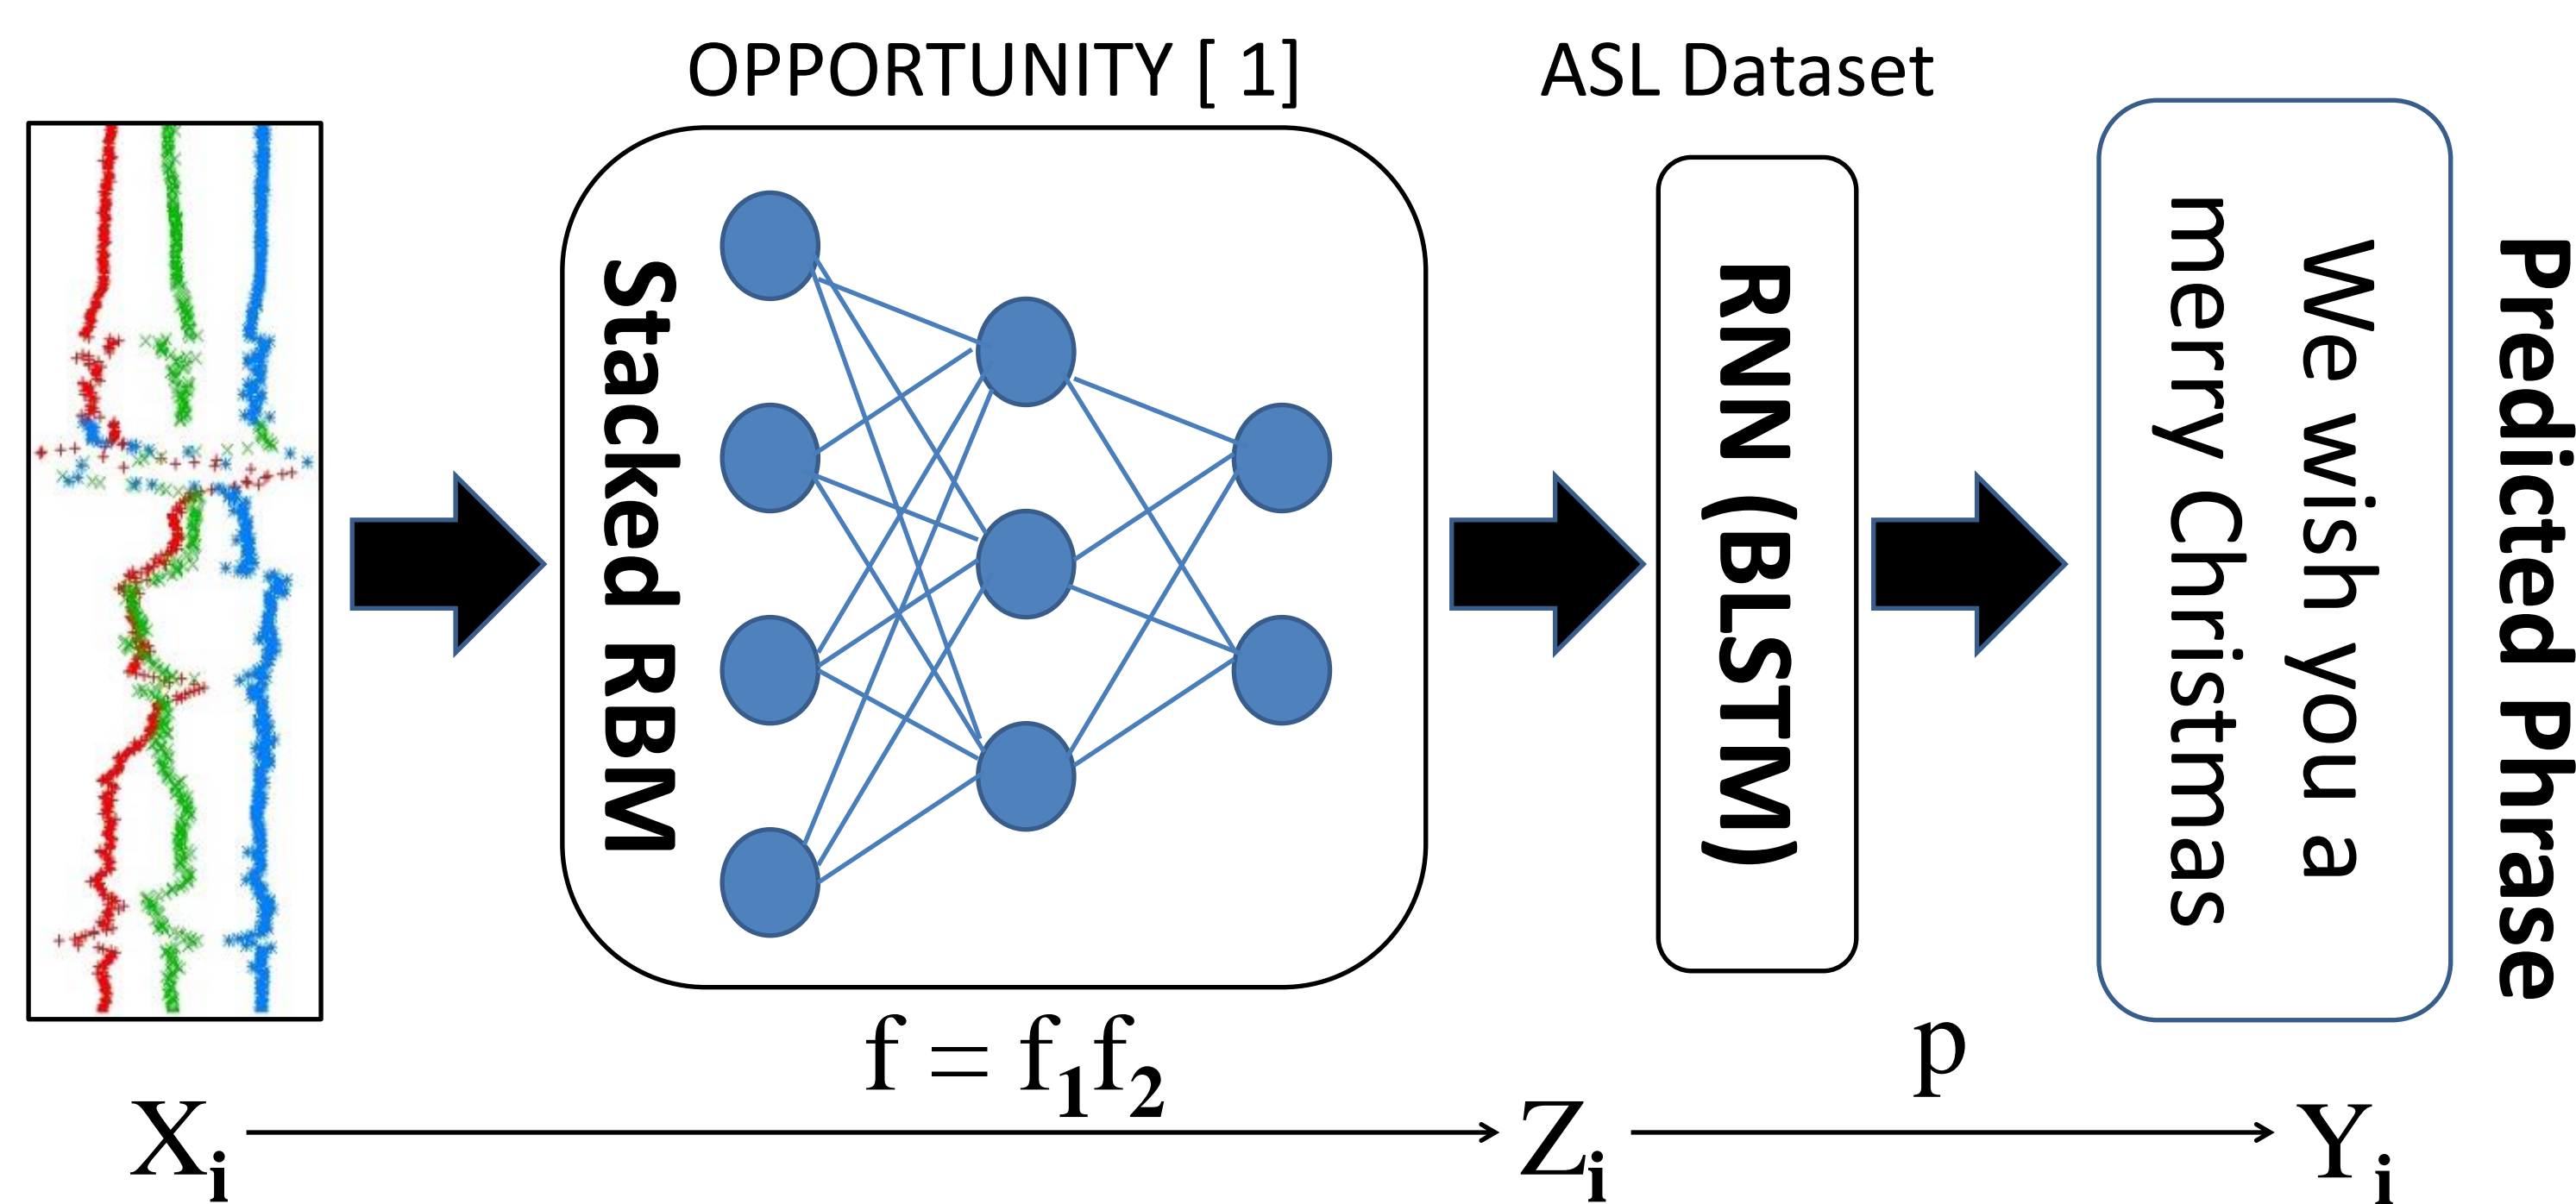 OPPORTUNITY [ 1]
ASL Dataset
Stacked RBM
RNN (BLSTM)
We wish you a
merry Christmas
Predicted Phrase
f = f1f2
p
Xi
Zi
Yi